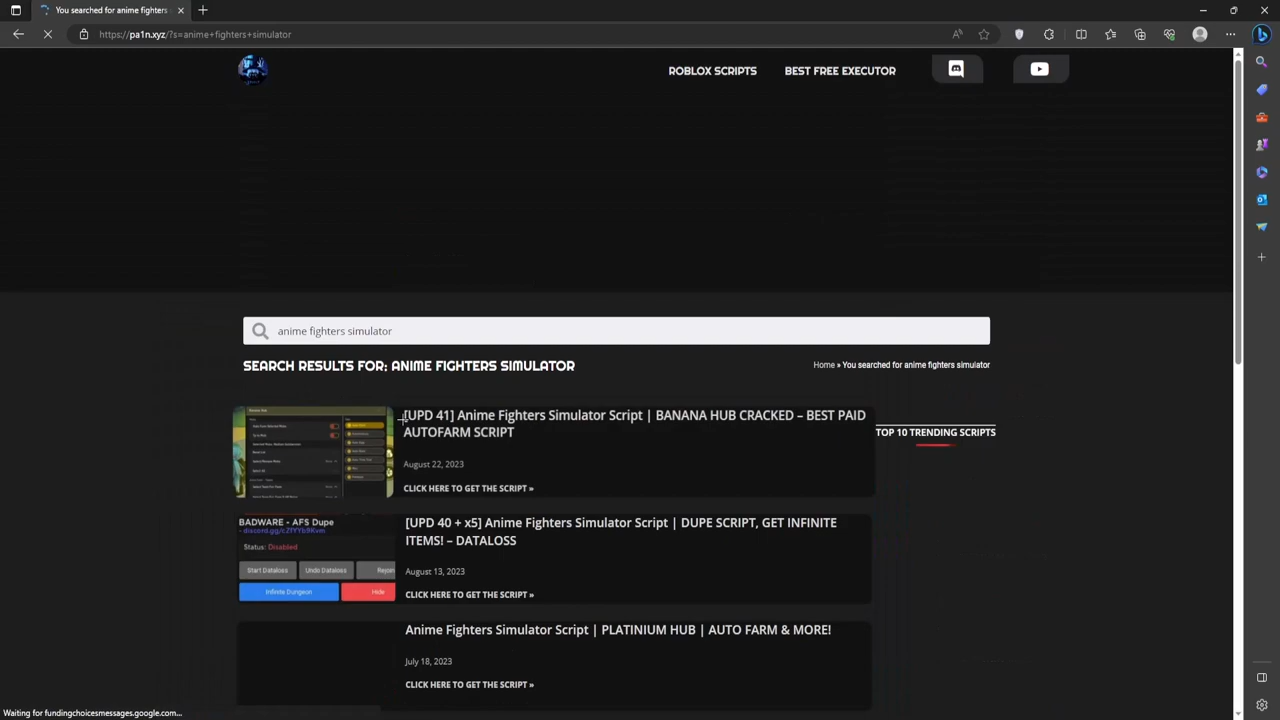 You searched for anime fighters
https://pa1n.xyz/?s=anime+fighters+simulator
ROBLOX SCRIPTS
BEST FREE EXECUTOR
anime fighters simulator
SEARCH RESULTS FOR: ANIME FIGHTERS SIMULATOR
Home » You searched for anime fighters simulator
[UPD 41] Anime Fighters Simulator Script | BANANA HUB CRACKED – BEST PAID
AUTOFARM SCRIPT
August 22, 2023
CLICK HERE TO GET THE SCRIPT »
TOP 10 TRENDING SCRIPTS
BADWARE - AFS Dupe
Status: Disabled
Start Dataloss
Undo Dataloss
Rejoin
Infinite Dungeon
Hide
[UPD 40 + x5] Anime Fighters Simulator Script | DUPE SCRIPT, GET INFINITE
ITEMS! – DATALOSS
August 13, 2023
CLICK HERE TO GET THE SCRIPT »
Anime Fighters Simulator Script | PLATINIUM HUB | AUTO FARM & MORE!
July 18, 2023
CLICK HERE TO GET THE SCRIPT »
Waiting for fundingchoicesmessages.google.com...